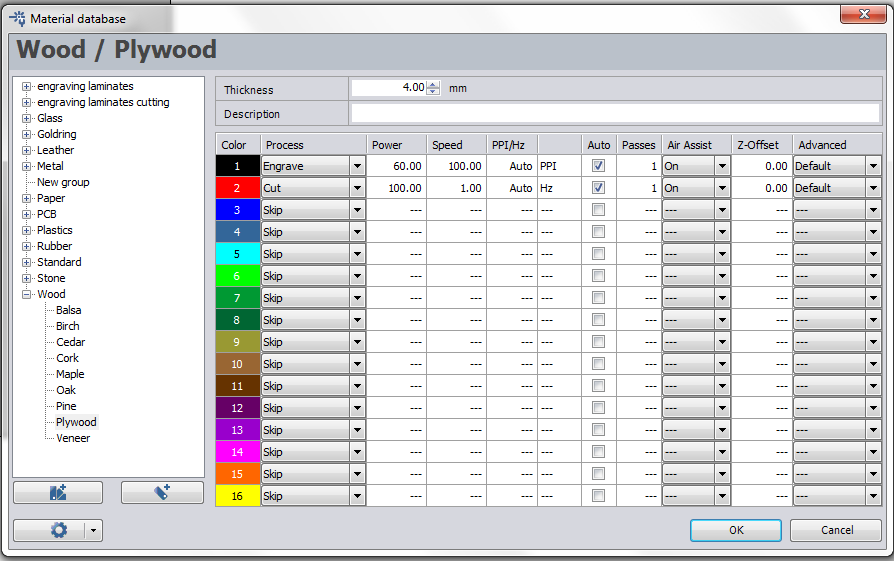 Material database
Wood / Plywood
engraving laminates
engraving laminates cutting
Glass
Goldring
Leather
Metal
New group
Paper
PCB
Plastics
Rubber
Standard
Stone
Wood
Balsa
Birch
Cedar
Cork
Maple
Oak
Pine
Plywood
Veneer
Thickness 4.00 mm
Description
Color Process Power Speed PPI/Hz Auto Passes Air Assist Z-Offset Advanced
1 Engrave 60.00 100.00 Auto PPI 1 On 0.00 Default
2 Cut 100.00 1.00 Auto Hz 1 On 0.00 Default
3 Skip --- --- --- --- --- --- --- ---
4 Skip --- --- --- --- --- --- --- ---
5 Skip --- --- --- --- --- --- --- ---
6 Skip --- --- --- --- --- --- --- ---
7 Skip --- --- --- --- --- --- --- ---
8 Skip --- --- --- --- --- --- --- ---
9 Skip --- --- --- --- --- --- --- ---
10 Skip --- --- --- --- --- --- --- ---
11 Skip --- --- --- --- --- --- --- ---
12 Skip --- --- --- --- --- --- --- ---
13 Skip --- --- --- --- --- --- --- ---
14 Skip --- --- --- --- --- --- --- ---
15 Skip --- --- --- --- --- --- --- ---
16 Skip --- --- --- --- --- --- --- ---
OK Cancel